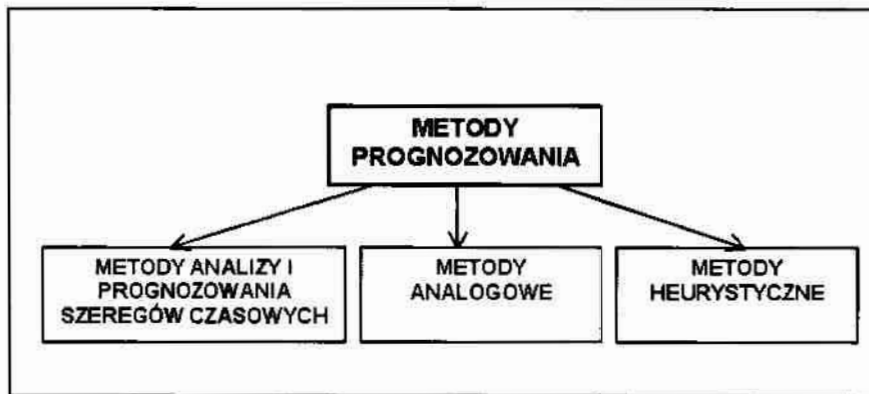 METODY
PROGNOZOWANIA
METODY ANALIZY I
PROGNOZOWANIA
SZEREGÓW CZASOWYCH
METODY
ANALOGOWE
METODY
HEURYSTYCZNE